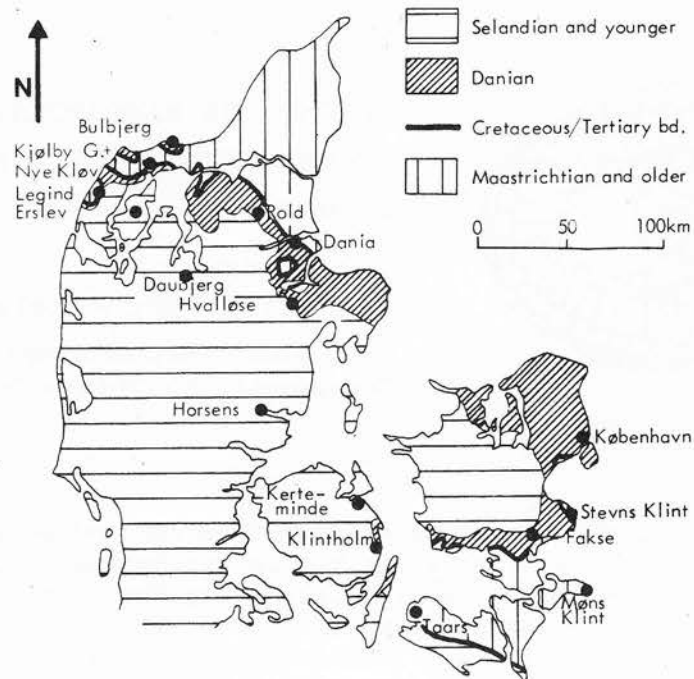 N
Bulbjerg
Kjølby G.+
Nye Kløv
Legind
Erslev
Rold
Dania
Daubjerg
Hvalløse
Horsens
København
Kerte-
minde
Klintholm
Stevns Klint
Fakse
Møns
Klint
Taars
Selandian and younger
Danian
Cretaceous/Tertiary bd.
Maastrichtian and older
0 50 100km